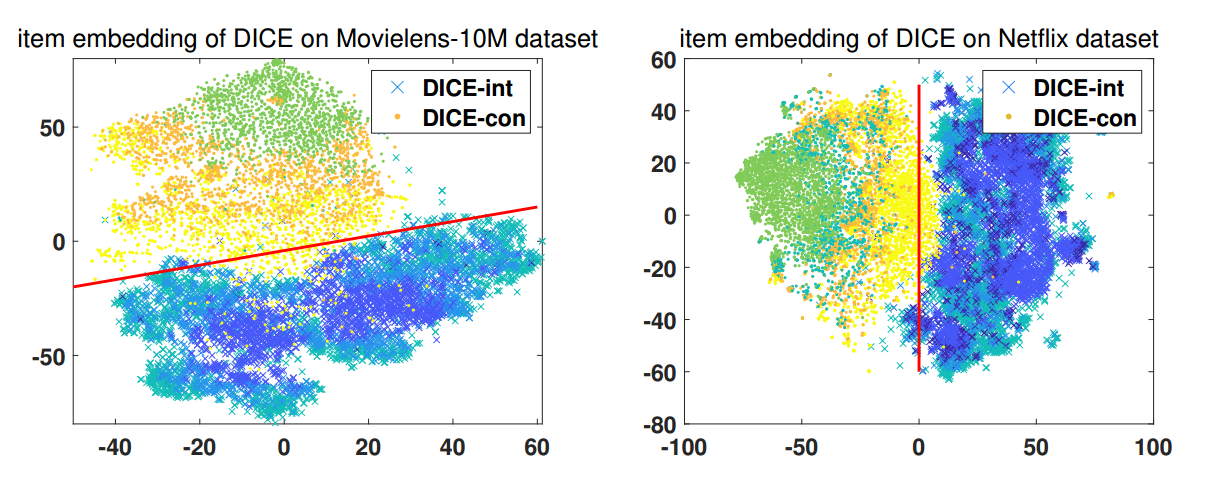 item embedding of DICE on Movielens-10M dataset
DICE-int
DICE-con
50
0
-50
-40 -20 0 20 40 60
item embedding of DICE on Netflix dataset
DICE-int
DICE-con
60
40
20
0
-20
-40
-60
-80
-100 -50 0 50 100